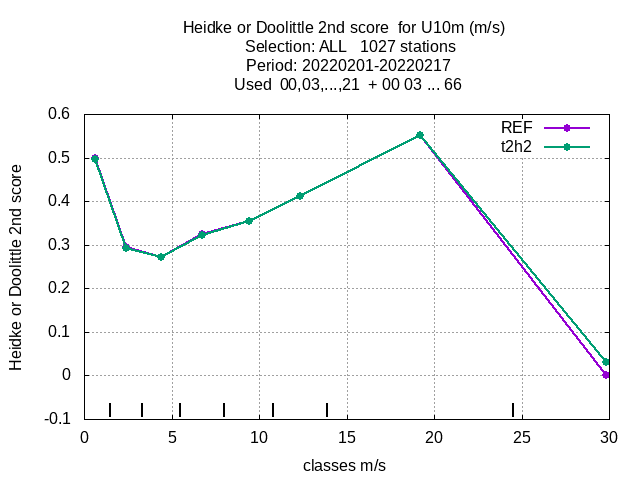 Heidke or Doolittle 2nd score  for U10m (m/s)
Selection: ALL   1027 stations
Period: 20220201-20220217
Used  00,03,...,21  + 00 03 ... 66
REF
t2h2
Heidke or Doolittle 2nd score
0.6
0.5
0.4
0.3
0.2
0.1
0
-0.1
0 5 10 15 20 25 30
classes m/s